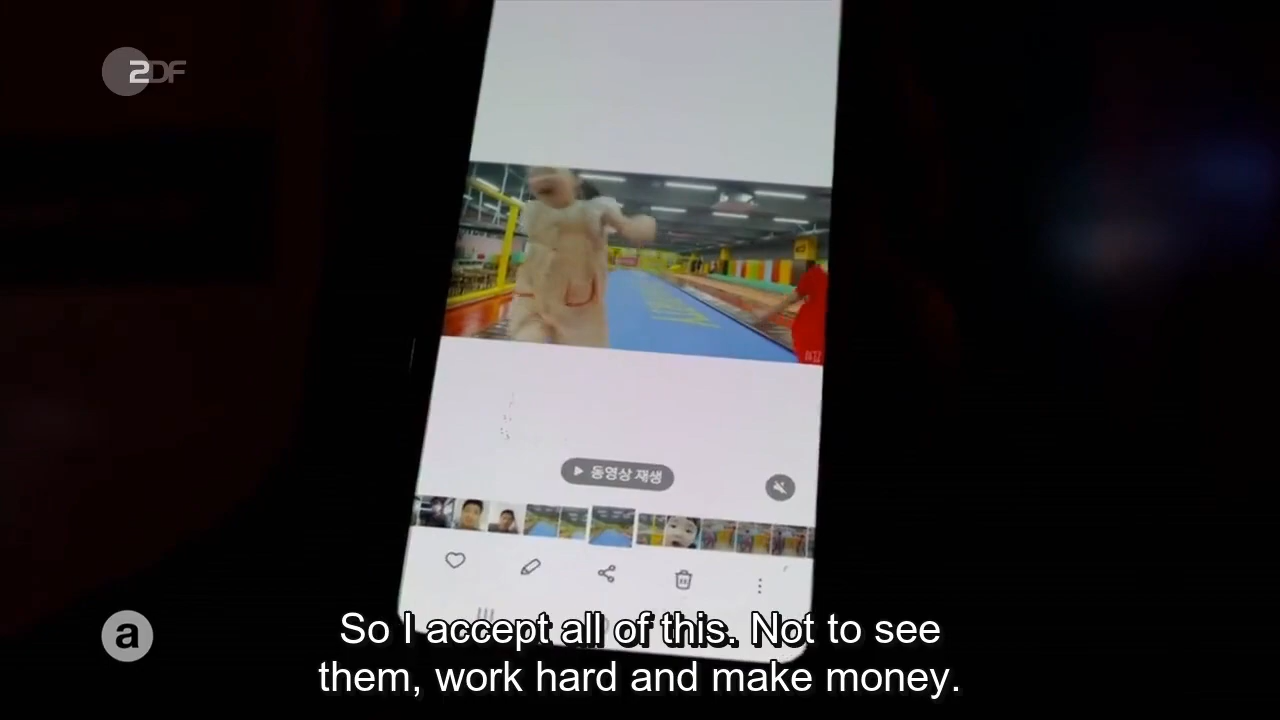 ZDF
동영상 재생
a
So I accept all of this. Not to see
them, work hard and make money.